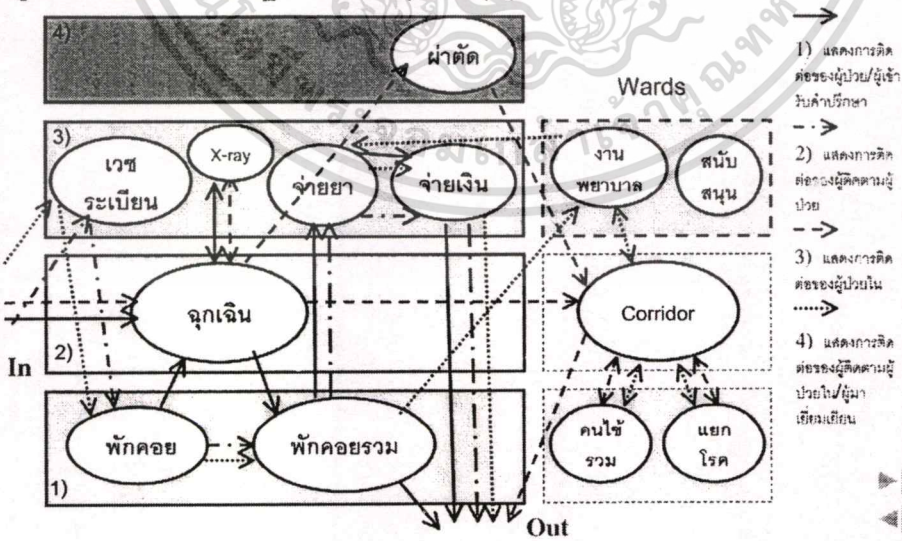 4)
ผ่าตัด
Wards
3)
เวช
ระเบียน
X-ray
จ่ายยา
จ่ายเงิน
งาน
พยาบาล
สนับ
สนุน
In
2)
ฉุกเฉิน
Corridor
1)
พักคอย
พักคอยรวม
คนไข้
รวม
แยก
โรค
Out
1) แสดงการติด
ต่อของผู้ป่วย/ผู้เข้า
รับคำปรึกษา
2) แสดงการติด
ต่อของผู้ติดตามผู้
ป่วย
3) แสดงการติด
ต่อของผู้ป่วยใน
4) แสดงการติด
ต่อของผู้ติดตามผู้
ป่วยใน/ผู้มา
เยี่ยมเยียน